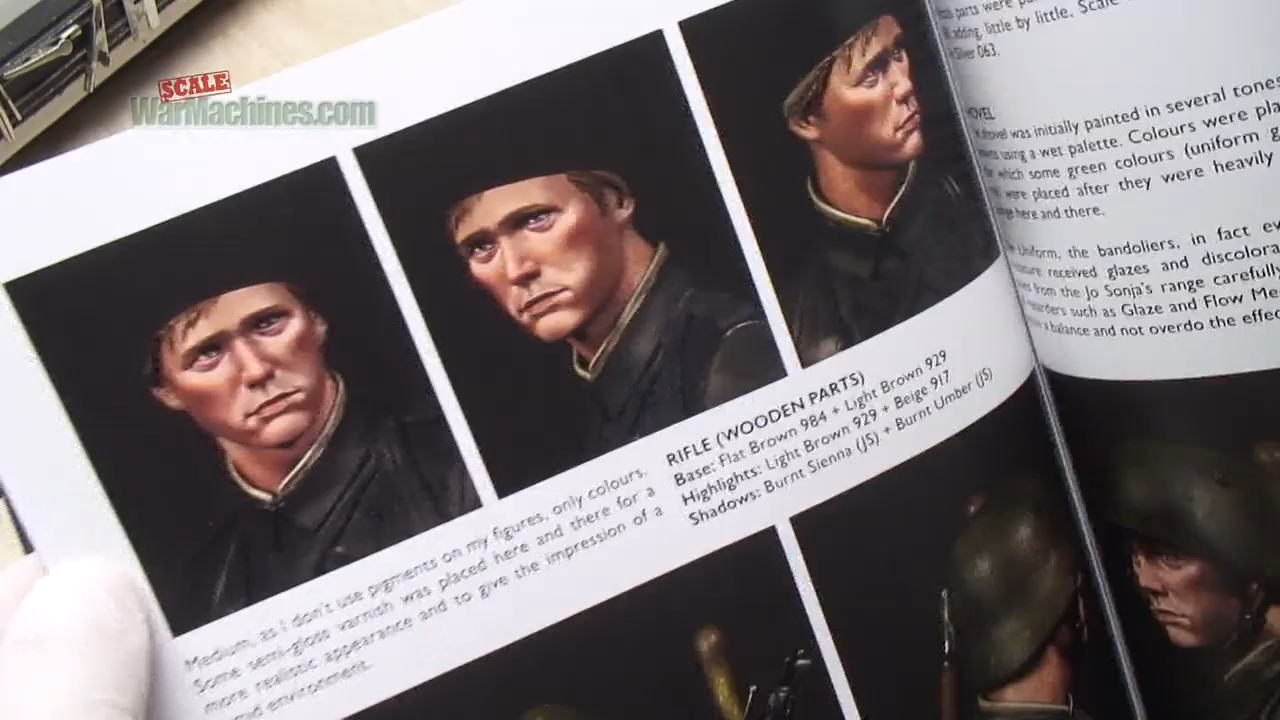 SCALE
WarMachines.com
Medium, as I don't use pigments on my figures, only colours.
Some semi-gloss varnish was placed here and there for a
more realistic appearance and to give the impression of a
environment.
RIFLE (WOODEN PARTS)
Base: Flat Brown 984 + Light Brown 929
Highlights: Light Brown 929 + Beige 917
Shadows: Burnt Sienna (JS) + Burnt Umber (JS)
parts were
adding, little by little, Scale
Silver 063.
was initially painted in several tones
using a wet palette. Colours were
which some green colours (uniform
were placed after they were heavily
here and there.
Uniform, the bandoliers, in fact
received glazes and
from the Jo Sonja's range carefully
such as Glaze and Flow
balance and not overdo the